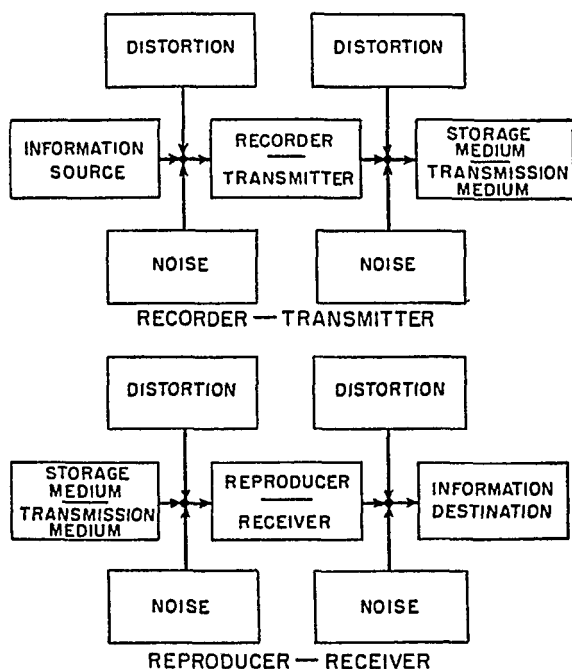 DISTORTION
DISTORTION
INFORMATION
SOURCE
RECORDER
TRANSMITTER
STORAGE
MEDIUM
TRANSMISSION
MEDIUM
NOISE
NOISE
RECORDER — TRANSMITTER
DISTORTION
DISTORTION
STORAGE
MEDIUM
TRANSMISSION
MEDIUM
REPRODUCER
RECEIVER
INFORMATION
DESTINATION
NOISE
NOISE
REPRODUCER — RECEIVER